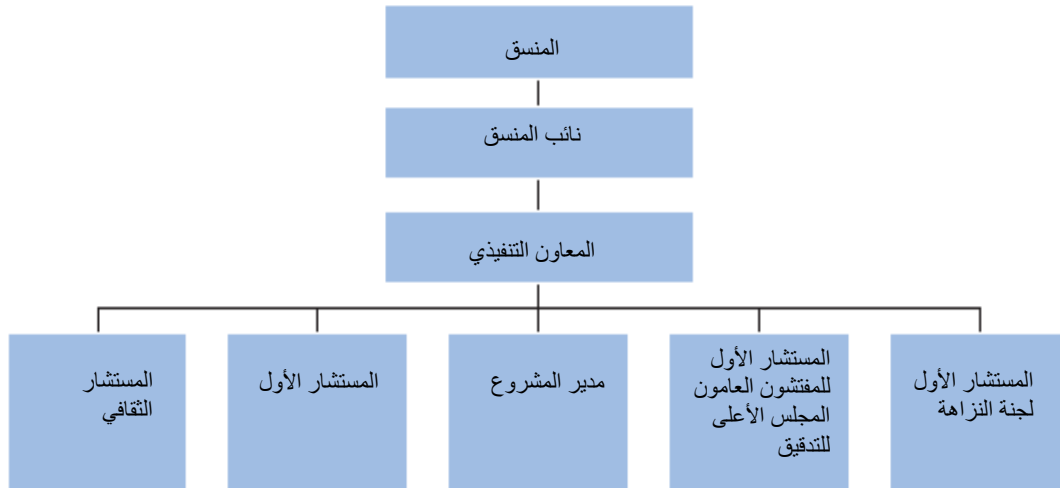 المنسق
نائب المنسق
المعاون التنفيذي
المستشار الأول
لجنة النزاهة
المستشار الأول
للمفتشون العامون
المجلس الأعلى
للتدقيق
مدير المشروع
المستشار الأول
المستشار
الثقافي